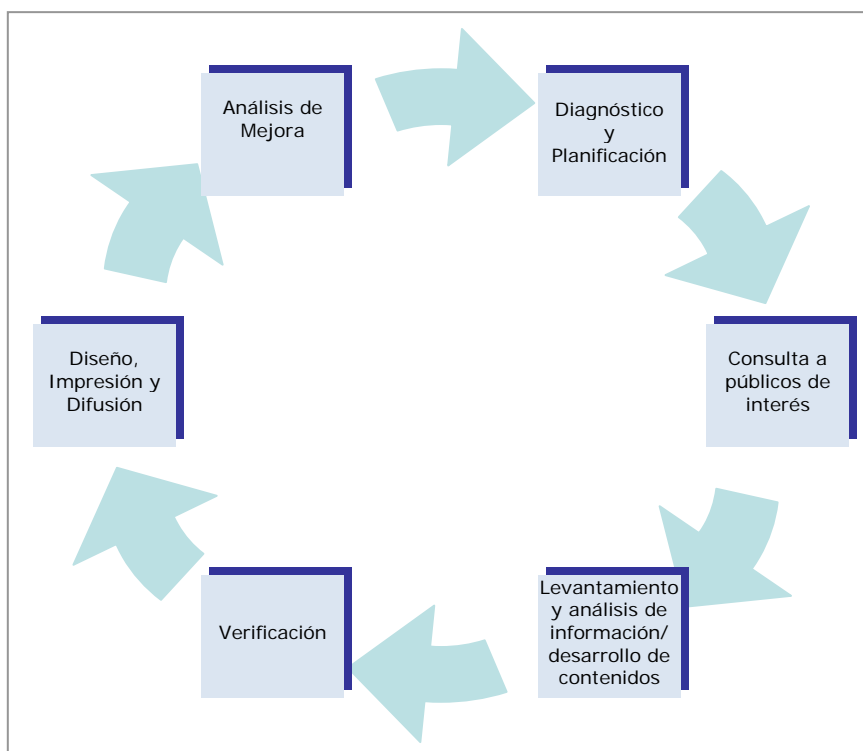 Análisis de
Mejora
Diagnóstico
y
Planificación
Diseño,
Impresión y
Difusión
Consulta a
públicos de
interés
Verificación
Levantamiento
y análisis de
información/
desarrollo de
contenidos